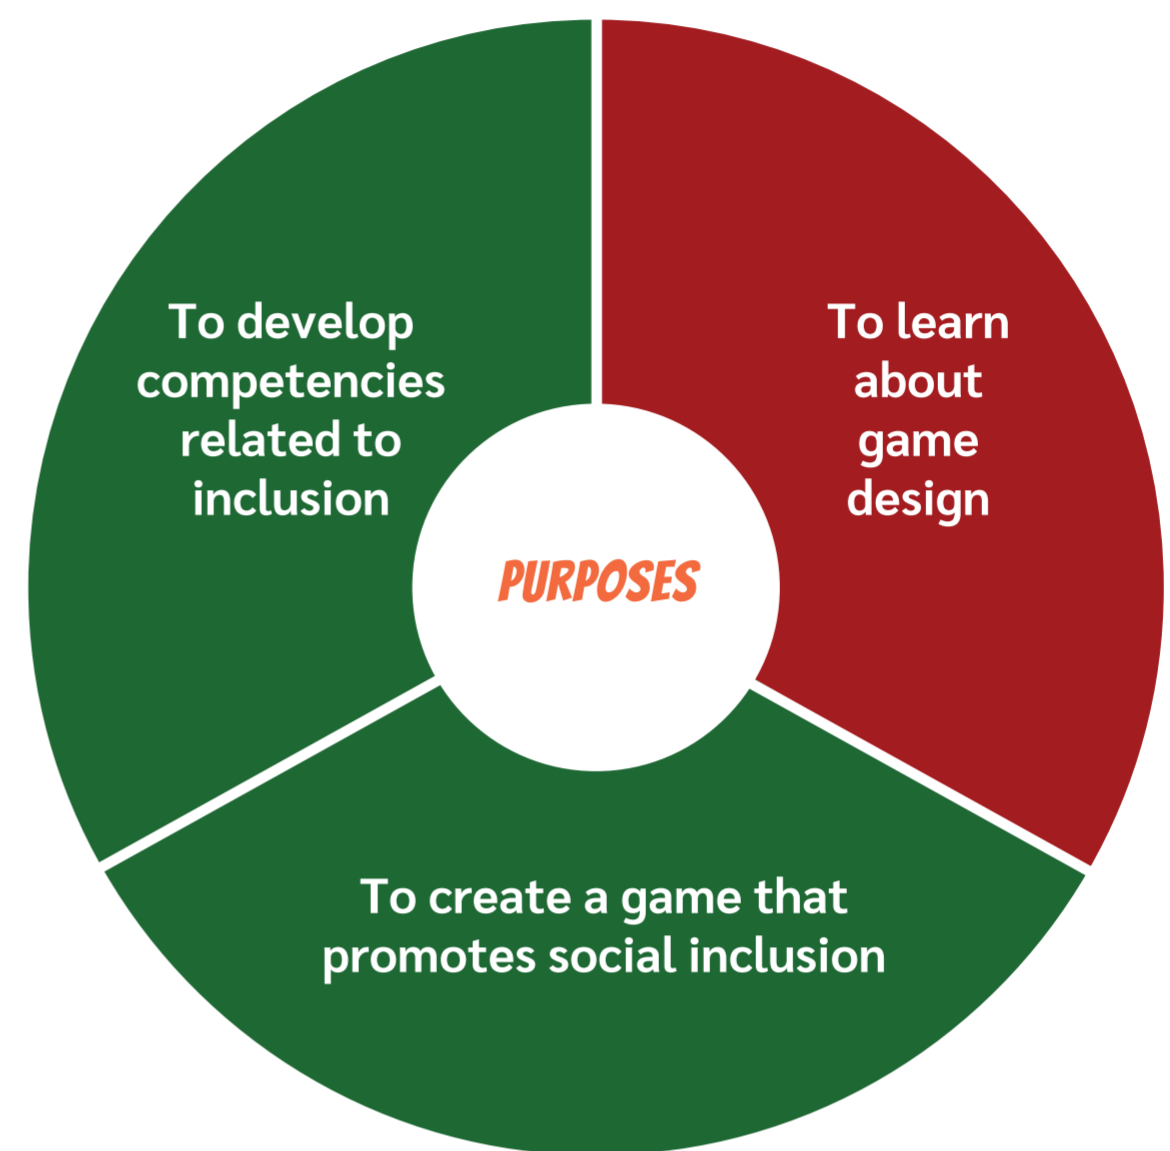 To develop
competencies
related to
inclusion
To learn
about
game
design
PURPOSES
To create a game that
promotes social inclusion